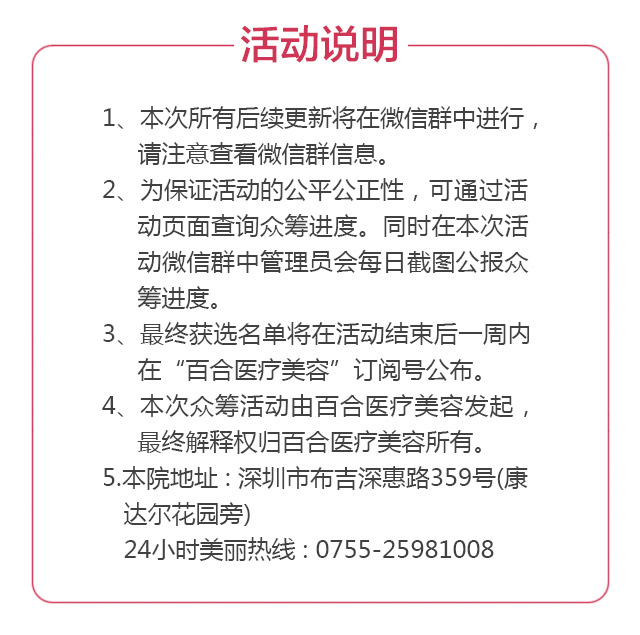 活动说明
1、本次所有后续更新将在微信群中进行，
请注意查看微信群信息。
2、为保证活动的公平公正性，可通过活
动页面查询众筹进度。同时在本次活
动微信群中管理员会每日截图公报众
筹进度。
3、最终获选名单将在活动结束后一周内
在“百合医疗美容”订阅号公布。
4、本次众筹活动由百合医疗美容发起，
最终解释权归百合医疗美容所有。
5.本院地址：深圳市布吉深惠路359号(康
达尔花园旁)
24小时美丽热线：0755-25981008